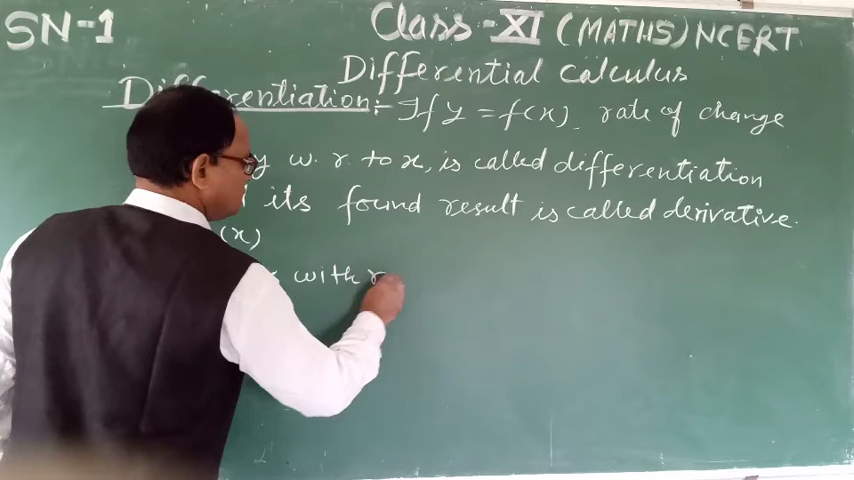 SN-1
Class-XI (MATHS) NCERT
Differential calculus
Differentiation:- If y = f(x). rate of change
y w. r to x, is called differentiation
its found result is called derivative.
(x)
with r